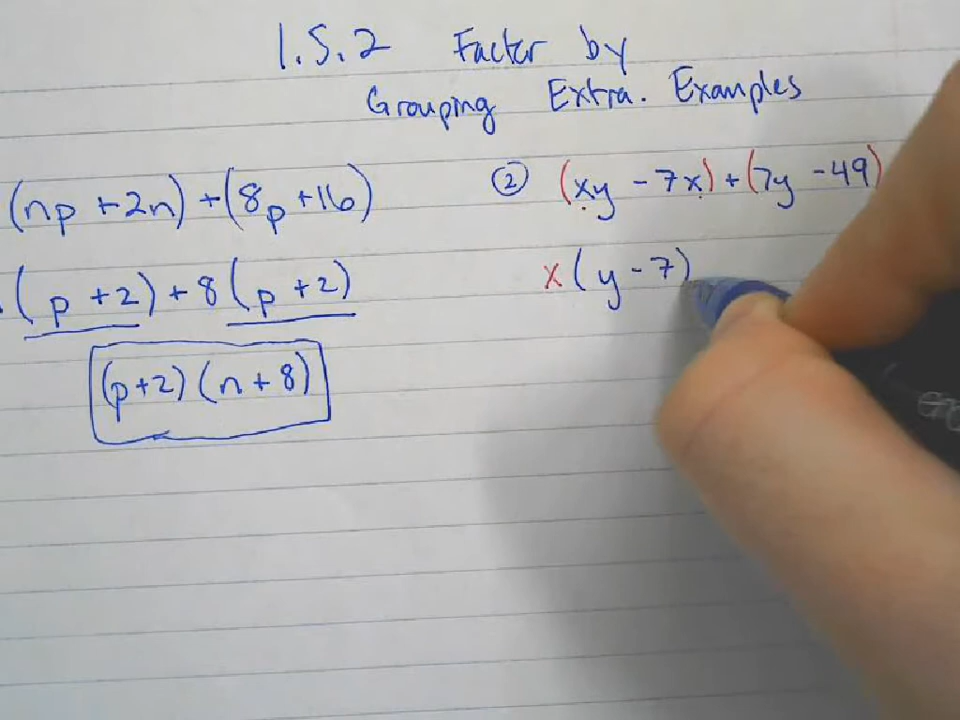 1.5.2 Factor by
Grouping Extra. Examples
(np + 2n) + (8p + 16)
(p + 2) + 8 (p + 2)
(p+2) (n + 8)
② (xy - 7x) + (7y - 49)
x (y - 7)